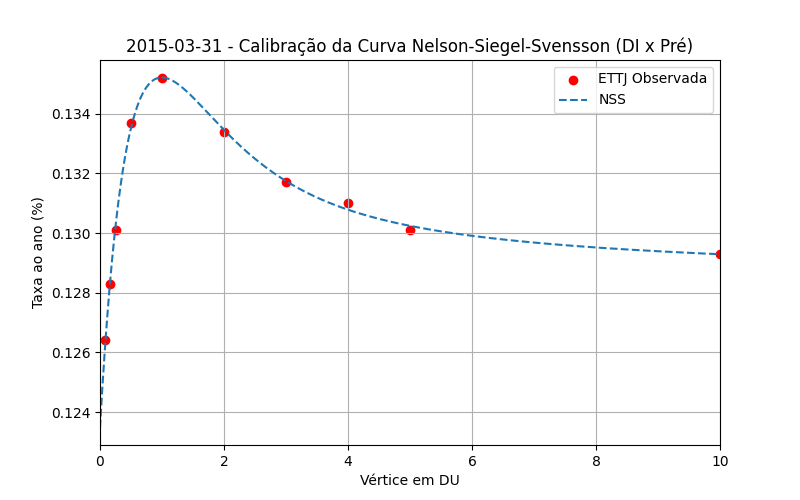 2015-03-31 - Calibração da Curva Nelson-Siegel-Svensson (DI x Pré)
ETTJ Observada
NSS
Taxa ao ano (%)
0.134
0.132
0.130
0.128
0.126
0.124
0 2 4 6 8 10
Vértice em DU